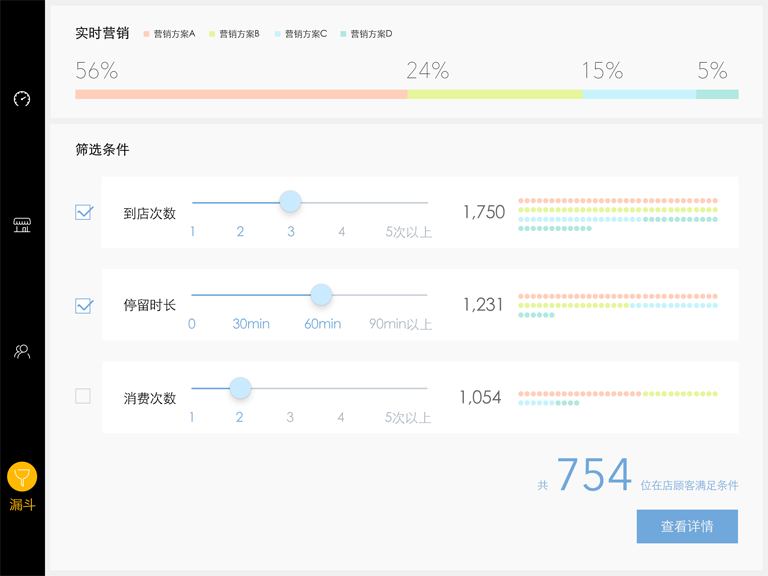 实时营销 营销方案A 营销方案B 营销方案C 营销方案D
56% 24% 15% 5%
筛选条件
到店次数 1,750
1 2 3 4 5次以上
停留时长 1,231
0 30min 60min 90min以上
消费次数 1,054
1 2 3 4 5次以上
共 754 位在店顾客满足条件
漏斗
查看详情